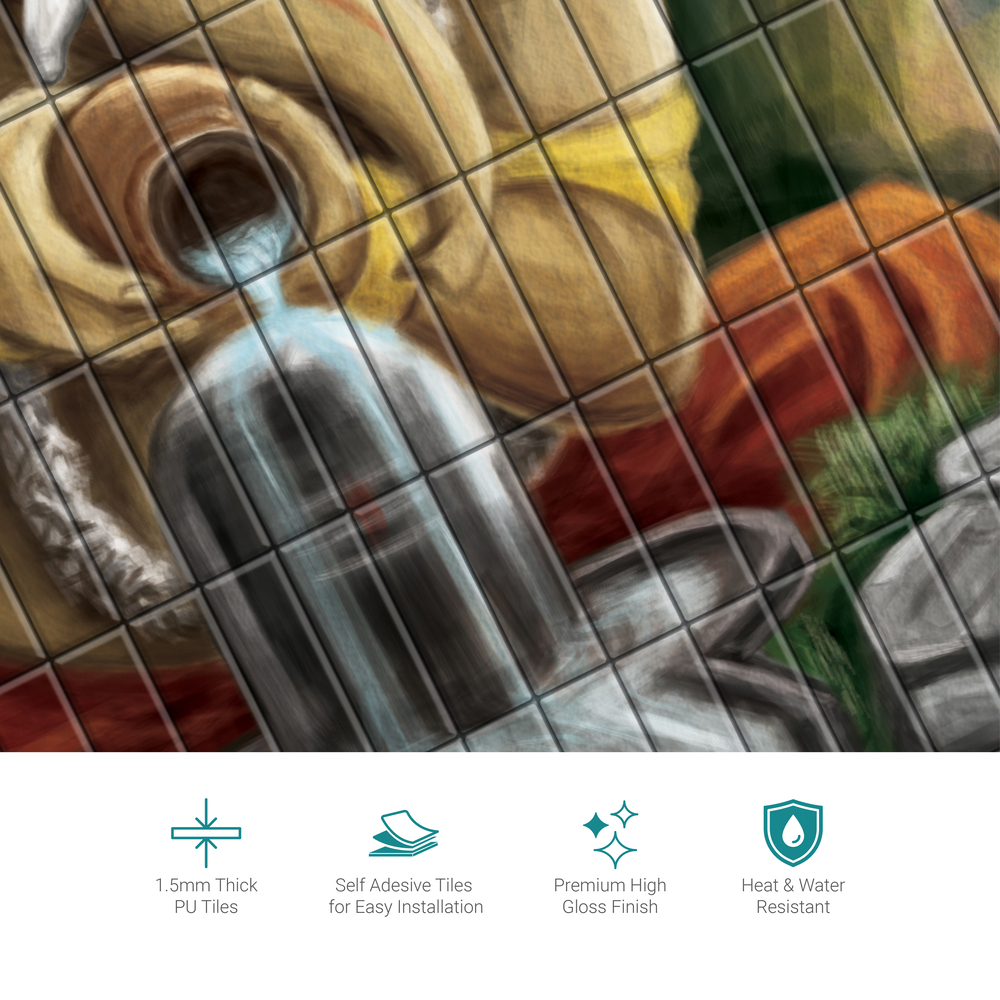 1.5mm Thick
PU Tiles
Self Adesive Tiles
for Easy Installation
Premium High
Gloss Finish
Heat & Water
Resistant